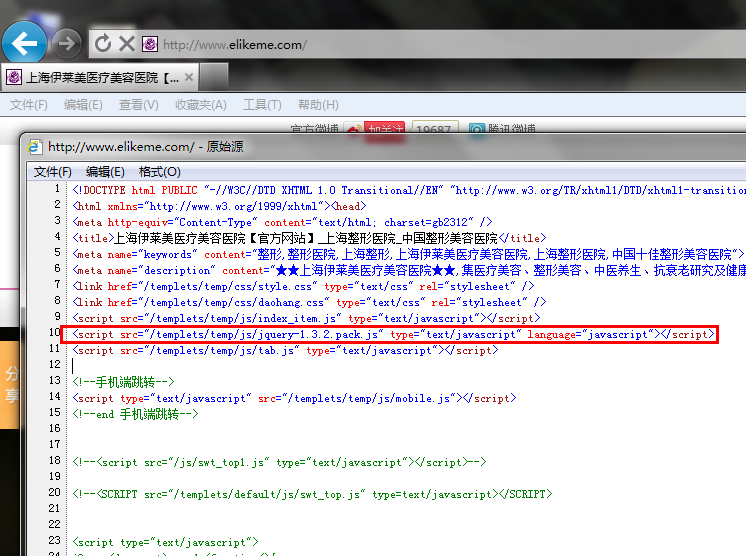 http://www.elikeme.com/
上海伊莱美医疗美容医院【...
文件(F) 编辑(E) 查看(V) 收藏夹(A) 工具(T) 帮助(H)
官方微博 加关注 19687 腾讯微博
http://www.elikeme.com/ - 原始源
文件(F) 编辑(E) 格式(O)
1 <!DOCTYPE html PUBLIC "-//W3C//DTD XHTML 1.0 Transitional//EN" "http://www.w3.org/TR/xhtml1/DTD/xhtml1-transition
2 <html xmlns="http://www.w3.org/1999/xhtml"><head>
3 <meta http-equiv="Content-Type" content="text/html; charset=gb2312" />
4 <title>上海伊莱美医疗美容医院【官方网站】_上海整形医院_中国整形美容医院</title>
5 <meta name="keywords" content="整形,整形医院,上海整形,上海伊莱美医疗美容医院,上海整形医院,中国十佳整形美容医院">
6 <meta name="description" content="★★上海伊莱美医疗美容医院★★,集医疗美容、整形美容、中医养生、抗衰老研究及健康
7 <link href="/templets/temp/css/style.css" type="text/css" rel="stylesheet" />
8 <link href="/templets/temp/css/daohang.css" type="text/css" rel="stylesheet" />
9 <script src="/templets/temp/js/index_item.js" type="text/javascript"></script>
10 <script src="/templets/temp/js/jquery-1.3.2.pack.js" type="text/javascript" language="javascript"></script>
11 <script src="/templets/temp/js/tab.js" type="text/javascript"></script>
12
13 <!--手机端跳转-->
14 <script type="text/javascript" src="/templets/temp/js/mobile.js"></script>
15 <!--end 手机端跳转-->
16
17
18 <!--<script src="/js/swt_top1.js" type="text/javascript"></script>-->
19
20 <!--<SCRIPT src="/templets/default/js/swt_top.js" type=text/javascript></SCRIPT>
21
22
23 <script type="text/javascript">
分
享